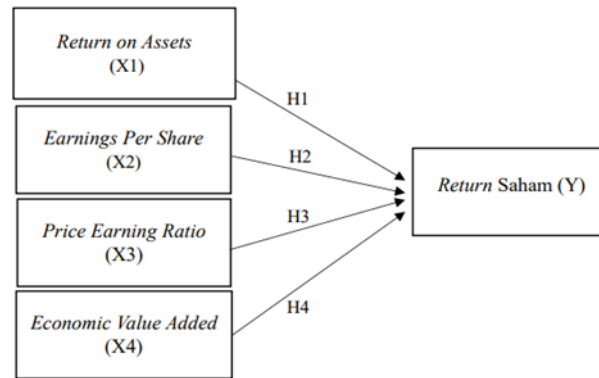 Return on Assets
(X1)
H1
Earnings Per Share
(X2)
H2
Return Saham (Y)
Price Earning Ratio
(X3)
H3
Economic Value Added
(X4)
H4